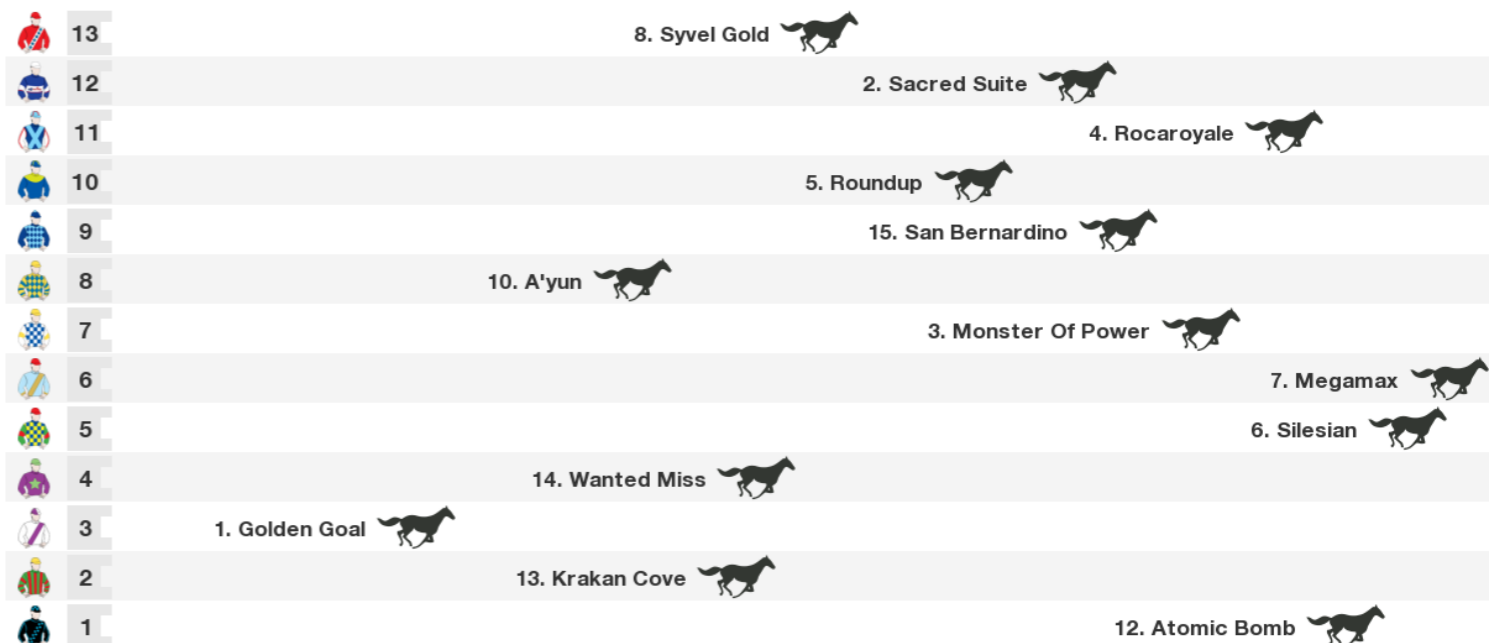 13 8. Syvel Gold
12 2. Sacred Suite
11 4. Rocaroyale
10 5. Roundup
9 15. San Bernardino
8 10. A'yun
7 3. Monster Of Power
6 7. Megamax
5 6. Silesian
4 14. Wanted Miss
3 1. Golden Goal
2 13. Krakan Cove
1 12. Atomic Bomb